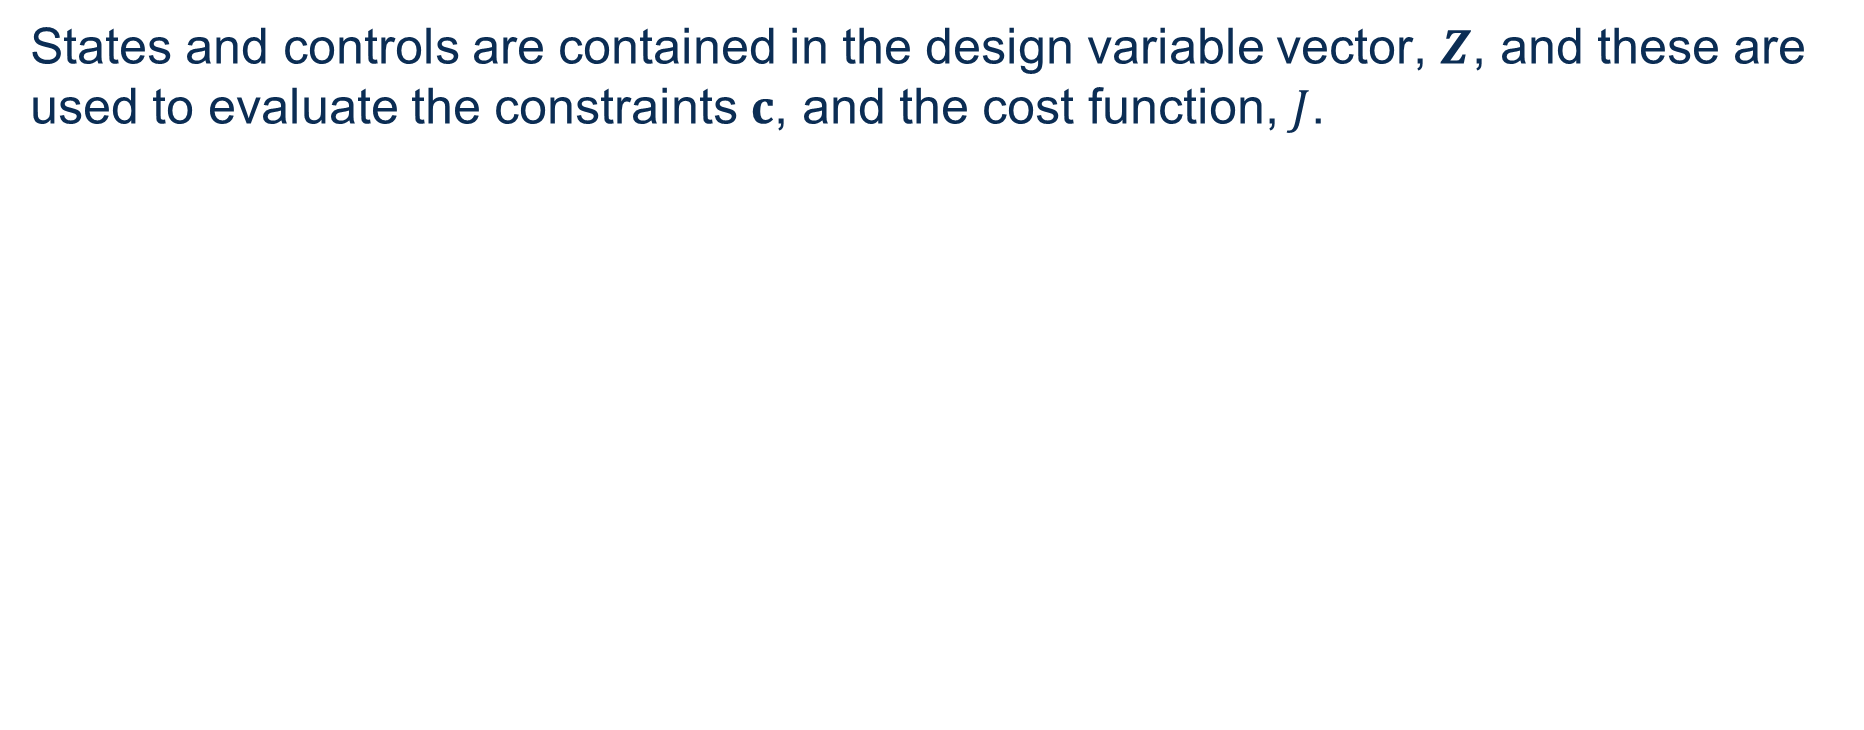 States and controls are contained in the design variable vector, Z, and these are
used to evaluate the constraints c, and the cost function, J.